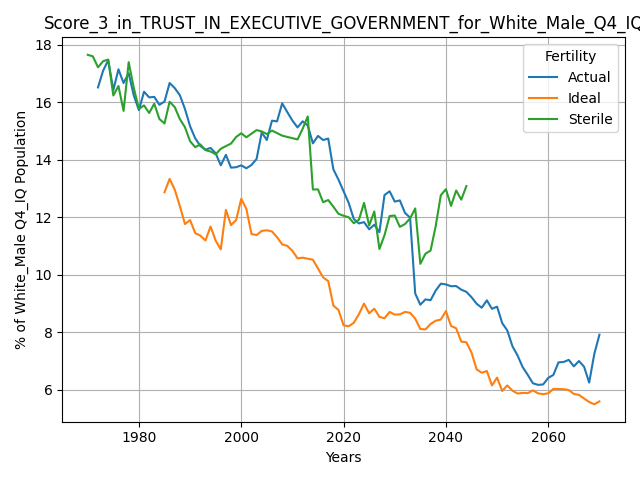 Score_3_in_TRUST_IN_EXECUTIVE_GOVERNMENT_for_White_Male_Q4_IQ
18
16
14
12
10
8
6
% of White_Male Q4_IQ Population
Fertility
Actual
Ideal
Sterile
1980
2000
2020
2040
2060
Years